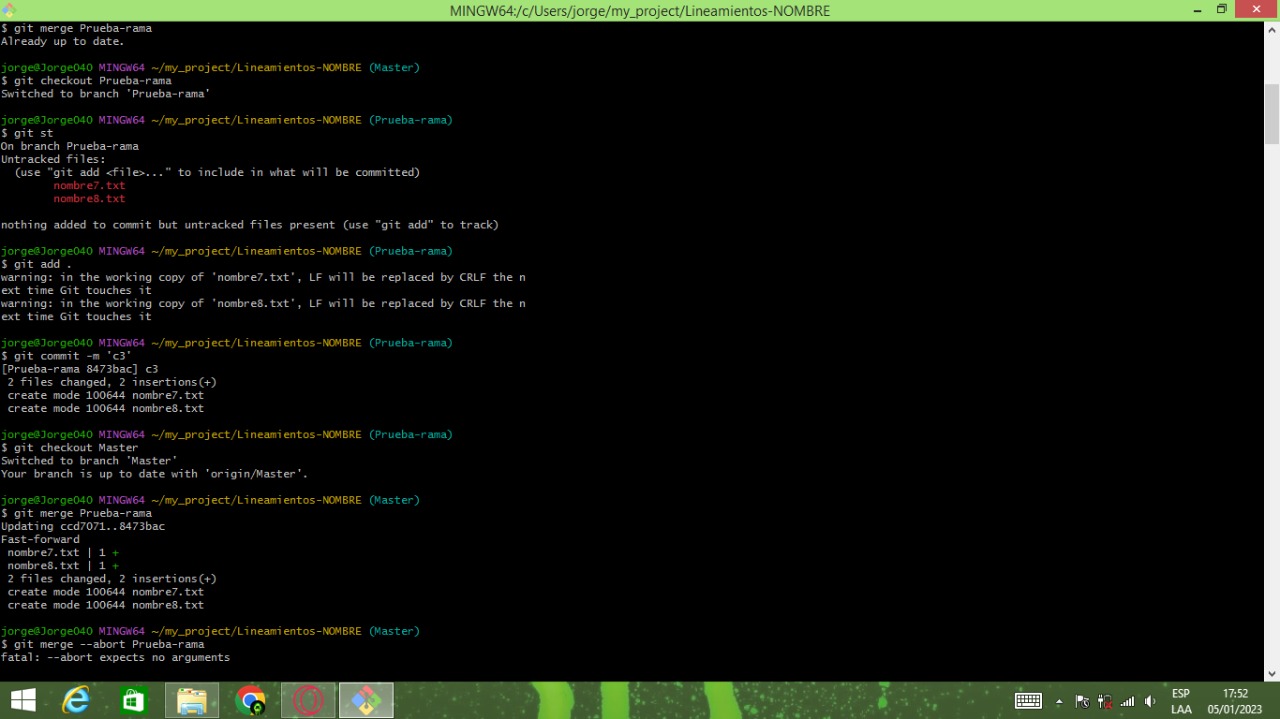 MINGW64:/c/Users/jorge/my_project/Lineamientos-NOMBRE
$ git merge Prueba-rama
Already up to date.
jorge@Jorge040 MINGW64 ~/my_project/Lineamientos-NOMBRE (Master)
$ git checkout Prueba-rama
Switched to branch 'Prueba-rama'
jorge@Jorge040 MINGW64 ~/my_project/Lineamientos-NOMBRE (Prueba-rama)
$ git st
On branch Prueba-rama
Untracked files:
  (use "git add <file>..." to include in what will be committed)
        nombre7.txt
        nombre8.txt
nothing added to commit but untracked files present (use "git add" to track)
jorge@Jorge040 MINGW64 ~/my_project/Lineamientos-NOMBRE (Prueba-rama)
$ git add .
warning: in the working copy of 'nombre7.txt', LF will be replaced by CRLF the n
ext time Git touches it
warning: in the working copy of 'nombre8.txt', LF will be replaced by CRLF the n
ext time Git touches it
jorge@Jorge040 MINGW64 ~/my_project/Lineamientos-NOMBRE (Prueba-rama)
$ git commit -m 'c3'
[Prueba-rama 8473bac] c3
 2 files changed, 2 insertions(+)
 create mode 100644 nombre7.txt
 create mode 100644 nombre8.txt
jorge@Jorge040 MINGW64 ~/my_project/Lineamientos-NOMBRE (Prueba-rama)
$ git checkout Master
Switched to branch 'Master'
Your branch is up to date with 'origin/Master'.
jorge@Jorge040 MINGW64 ~/my_project/Lineamientos-NOMBRE (Master)
$ git merge Prueba-rama
Updating ccd7071..8473bac
Fast-forward
 nombre7.txt | 1 +
 nombre8.txt | 1 +
 2 files changed, 2 insertions(+)
 create mode 100644 nombre7.txt
 create mode 100644 nombre8.txt
jorge@Jorge040 MINGW64 ~/my_project/Lineamientos-NOMBRE (Master)
$ git merge --abort Prueba-rama
fatal: --abort expects no arguments
ESP 17:52
LAA 05/01/2023